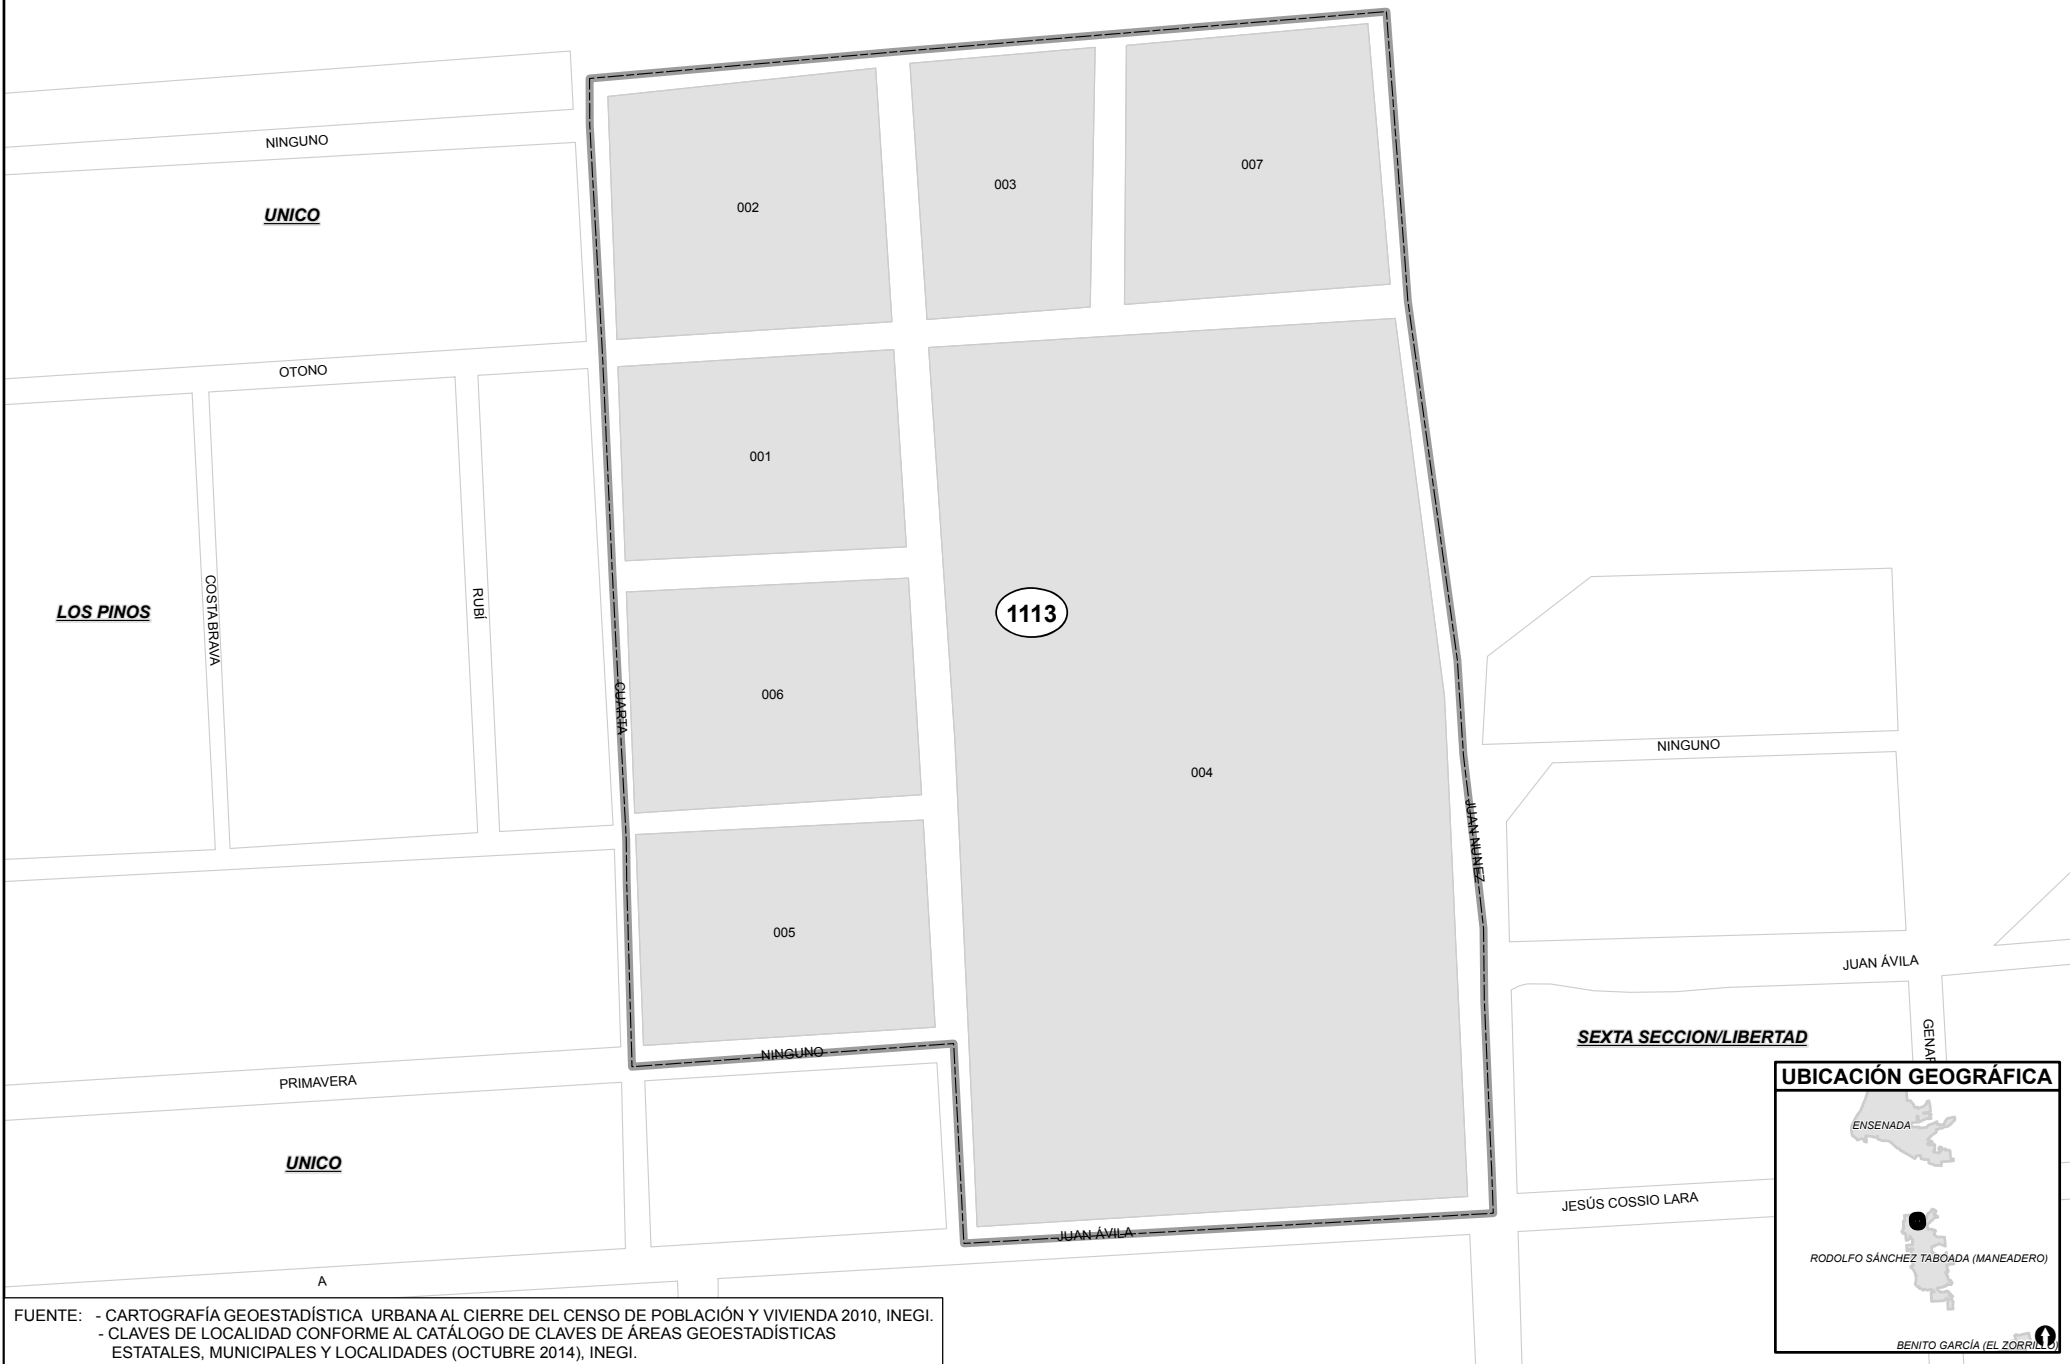 NINGUNO
UNICO
002
003
007
OTONO
001
LOS PINOS
COSTA BRAVA
RUBÍ
1113
CUARTA
006
004
NINGUNO
JUAN NUNEZ
005
JUAN ÁVILA
SEXTA SECCION/LIBERTAD
NINGUNO
PRIMAVERA
UNICO
JESÚS COSSIO LARA
JUAN ÁVILA
A
UBICACIÓN GEOGRÁFICA
ENSENADA
RODOLFO SÁNCHEZ TABOADA (MANEADERO)
BENITO GARCÍA (EL ZORRILLO)
FUENTE: - CARTOGRAFÍA GEOESTADÍSTICA URBANA AL CIERRE DEL CENSO DE POBLACIÓN Y VIVIENDA 2010, INEGI.
- CLAVES DE LOCALIDAD CONFORME AL CATÁLOGO DE CLAVES DE ÁREAS GEOESTADÍSTICAS
ESTATALES, MUNICIPALES Y LOCALIDADES (OCTUBRE 2014), INEGI.